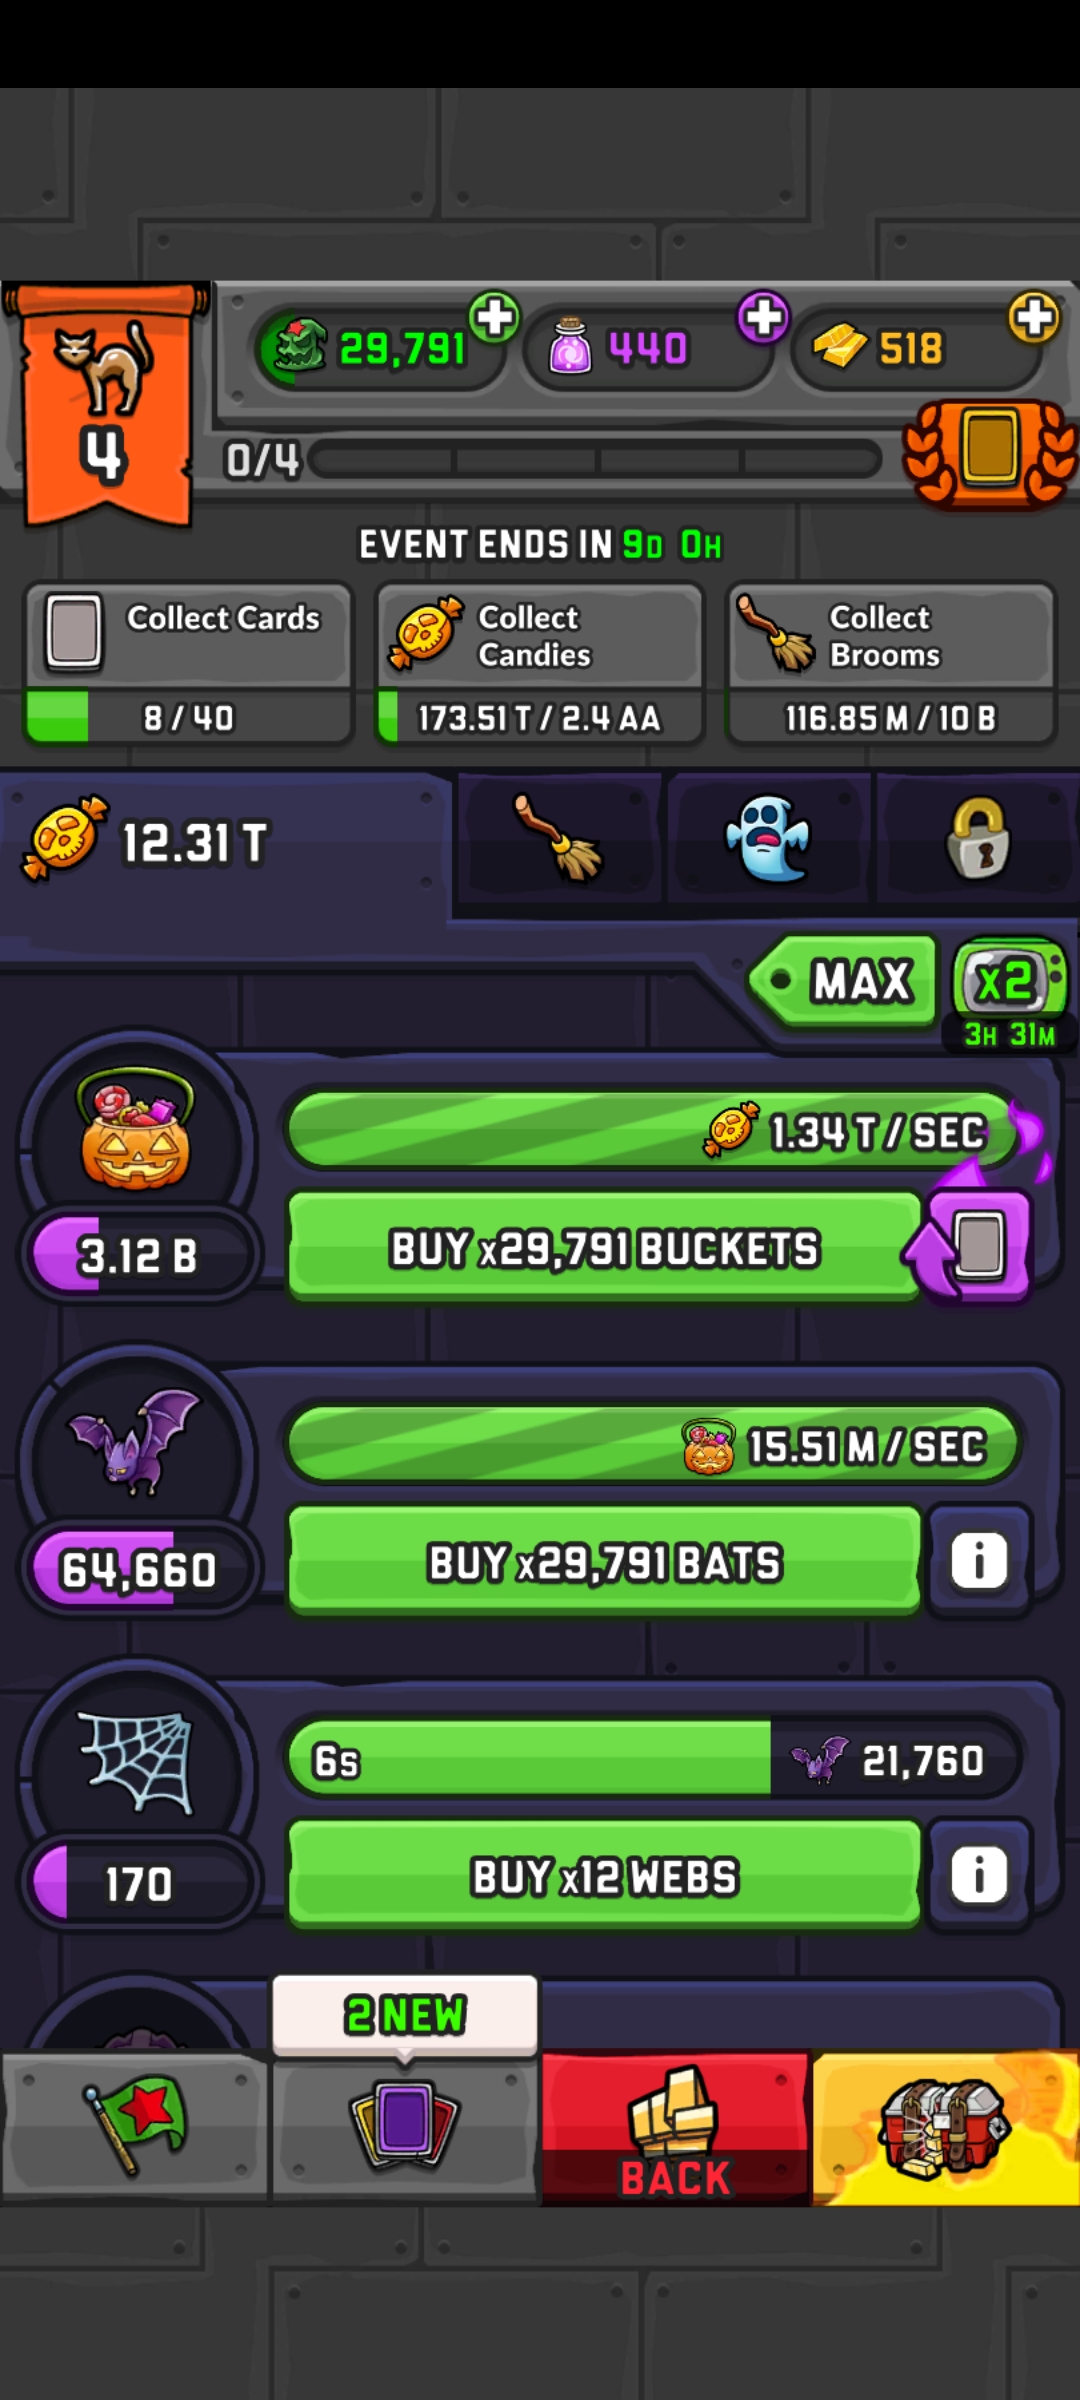 29,791
440
518
4
0/4
EVENT ENDS IN 9D 0H
Collect Cards
8 / 40
Collect
Candies
173.51 T / 2.4 AA
Collect
Brooms
116.85 M / 10 B
12.31 T
MAX
x2
3H 31M
1.34 T / SEC
3.12 B
BUY x29,791 BUCKETS
15.51 M / SEC
64,660
BUY x29,791 BATS
i
6s
21,760
170
BUY x12 WEBS
i
2 NEW
BACK